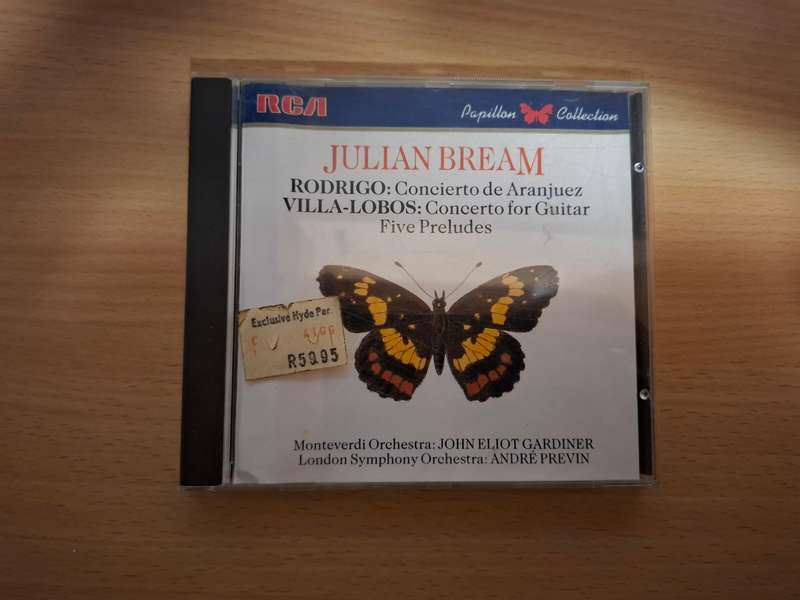 RCA
Papillon Collection
JULIAN BREAM
RODRIGO: Concierto de Aranjuez
VILLA-LOBOS: Concerto for Guitar
Five Preludes
Exclusive Hyde Par.
R59.95
Monteverdi Orchestra: JOHN ELIOT GARDINER
London Symphony Orchestra: ANDRÉ PREVIN